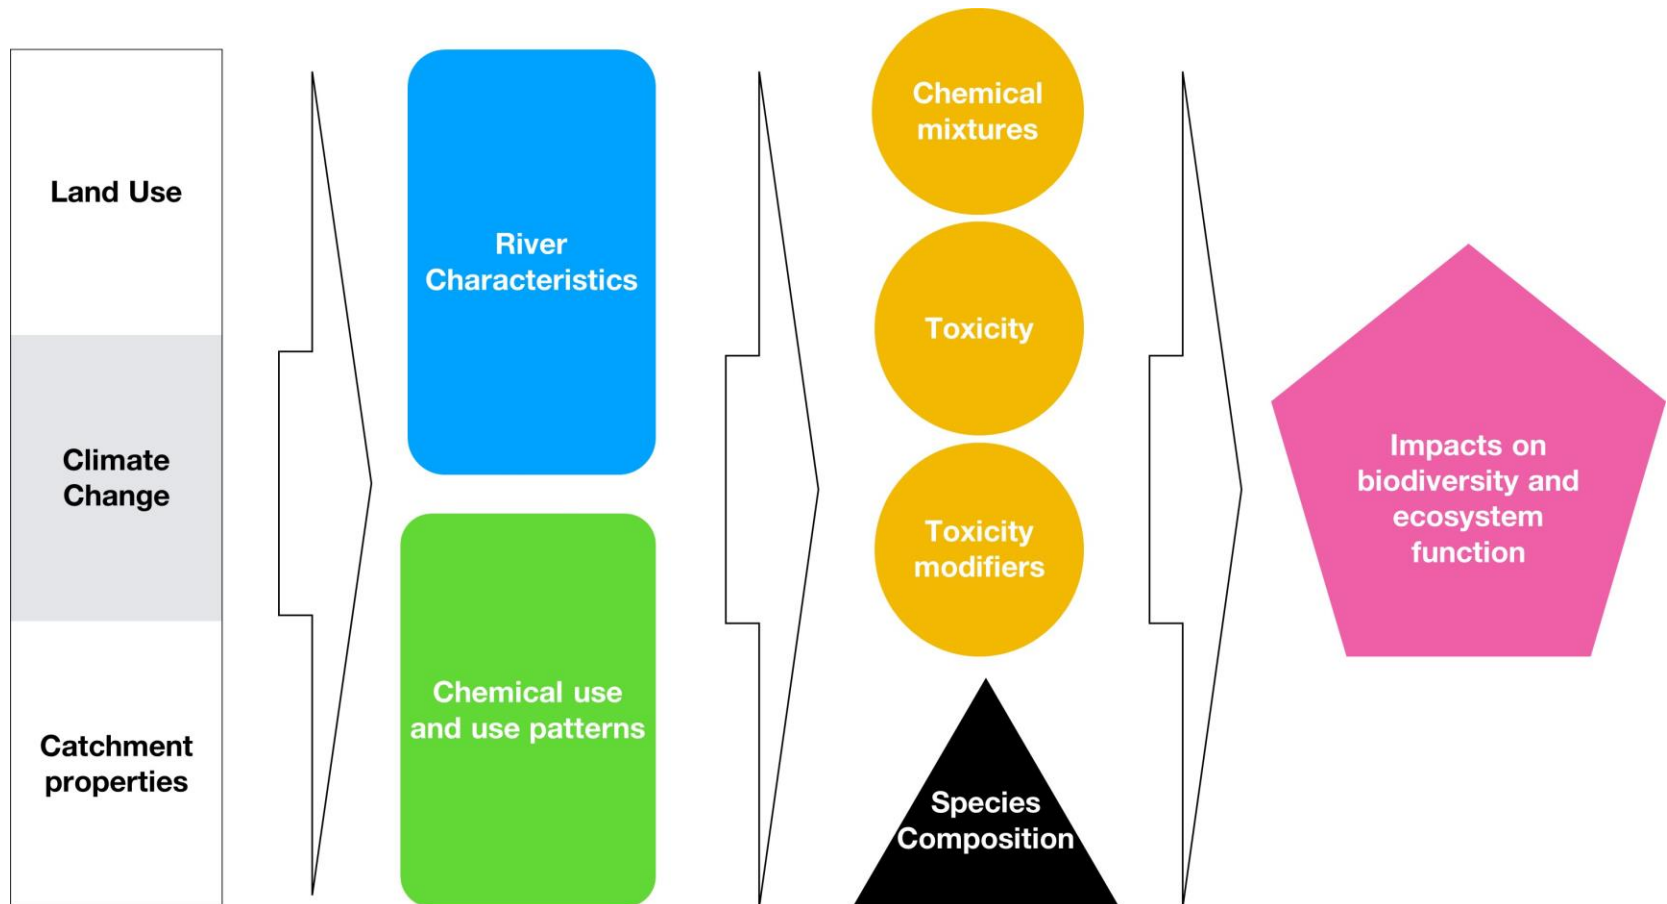 Land Use
Climate
Change
Catchment
properties
River
Characteristics
Chemical use
and use patterns
Chemical
mixtures
Toxicity
Toxicity
modifiers
Species
Composition
Impacts on
biodiversity and
ecosystem
function